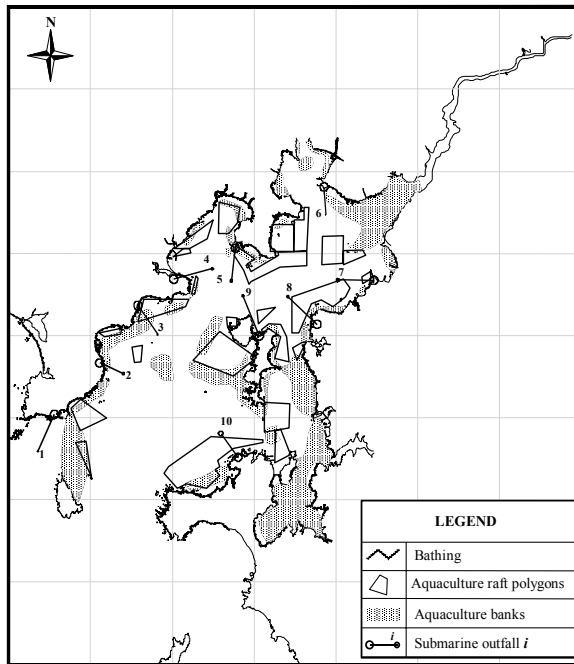 N
6
4
7
5
8
9
3
2
10
1
LEGEND
Bathing
Aquaculture raft polygons
Aquaculture banks
i
Submarine outfall i